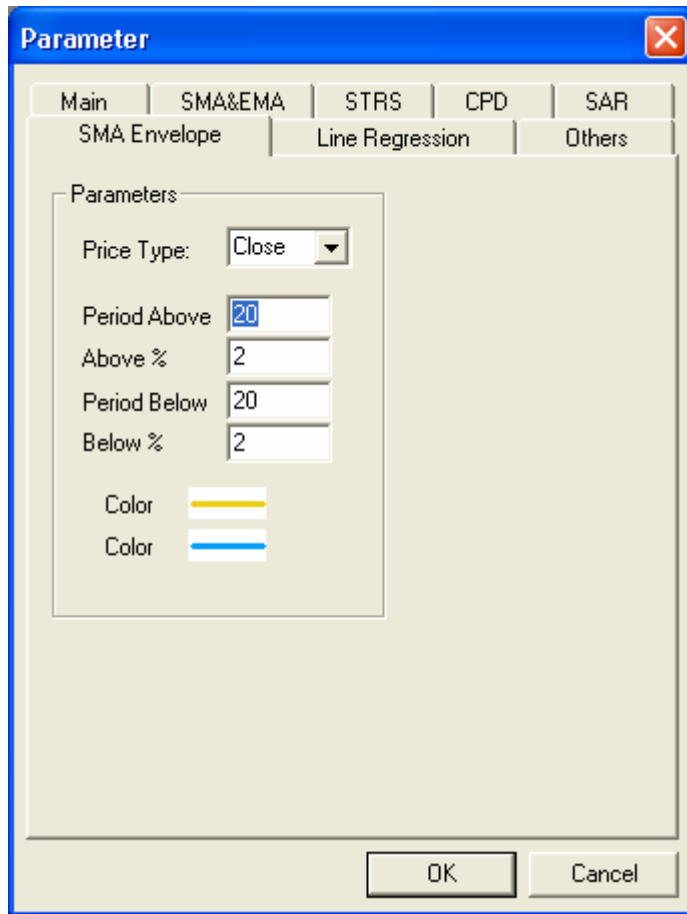 Parameter
Main SMA&EMA STRS CPD SAR
SMA Envelope Line Regression Others
Parameters
Price Type: Close
Period Above 20
Above % 2
Period Below 20
Below % 2
Color
Color
OK Cancel